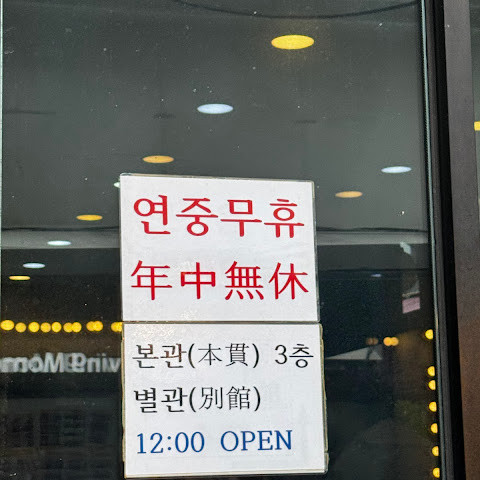 연중무휴
年中無休
본관(本貫) 3층
별관(別館)
12:00 OPEN